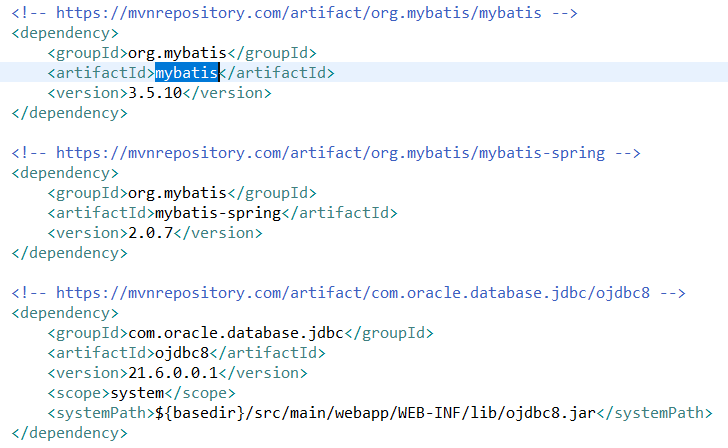 <!-- https://mvnrepository.com/artifact/org.mybatis/mybatis -->
<dependency>
    <groupId>org.mybatis</groupId>
    <artifactId>mybatis</artifactId>
    <version>3.5.10</version>
</dependency>

<!-- https://mvnrepository.com/artifact/org.mybatis/mybatis-spring -->
<dependency>
    <groupId>org.mybatis</groupId>
    <artifactId>mybatis-spring</artifactId>
    <version>2.0.7</version>
</dependency>

<!-- https://mvnrepository.com/artifact/com.oracle.database.jdbc/ojdbc8 -->
<dependency>
    <groupId>com.oracle.database.jdbc</groupId>
    <artifactId>ojdbc8</artifactId>
    <version>21.6.0.0.1</version>
    <scope>system</scope>
    <systemPath>${basedir}/src/main/webapp/WEB-INF/lib/ojdbc8.jar</systemPath>
</dependency>